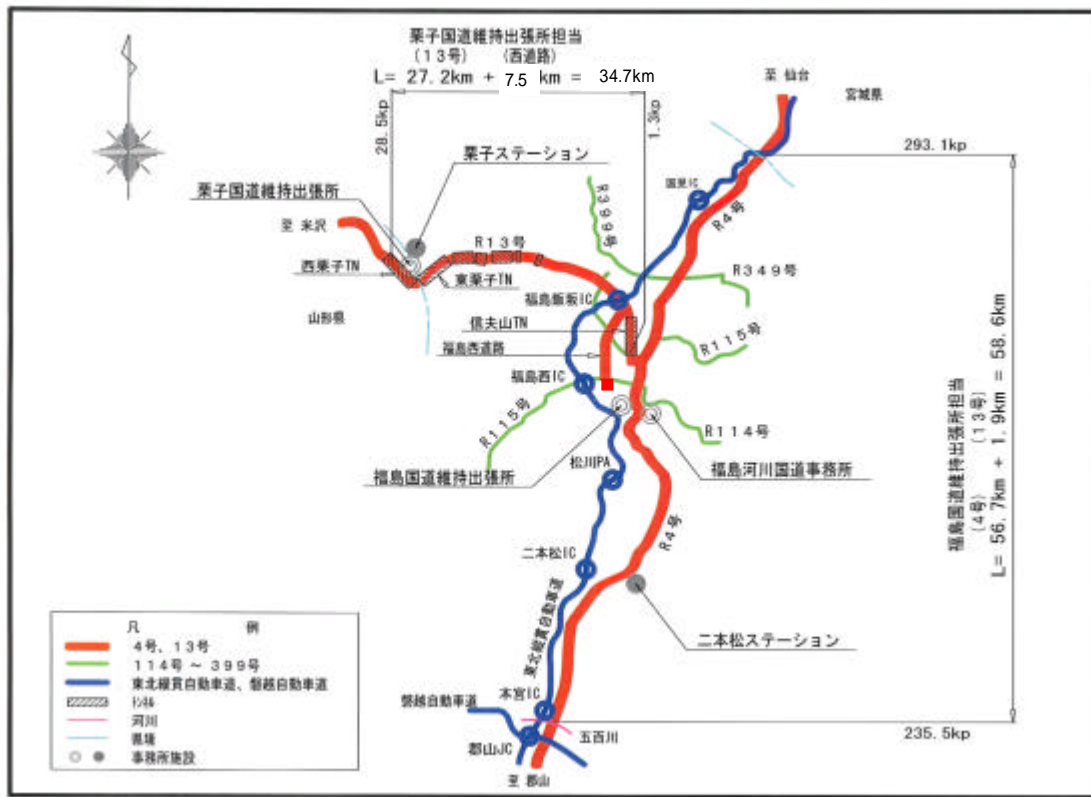 栗子国道維持出張所担当
(13号) (西道路)
L= 27.2km + 7.5 km = 34.7km
28.5kp
1.3kp
至 仙台
宮城県
293.1kp
栗子ステーション
栗子国道維持出張所
至 米沢
R13号
R399号
国見IC
R4号
西栗子TN
東栗子TN
R349号
福島飯坂IC
山形県
信夫山TN
福島西道路
R115号
福島西IC
R115号
R114号
松川PA
福島国道維持出張所
福島河川国道事務所
福島国道維持出張所担当
(4号) (13号)
L= 56.7km + 1.9km = 58.6km
R4号
二本松IC
東北縦貫自動車道
二本松ステーション
凡 例
4号、13号
114号 ～ 399号
東北縦貫自動車道、磐越自動車道
トンネル
河川
県境
事務所施設
磐越自動車道
本宮IC
五百川
郡山JC
至 郡山
235.5kp